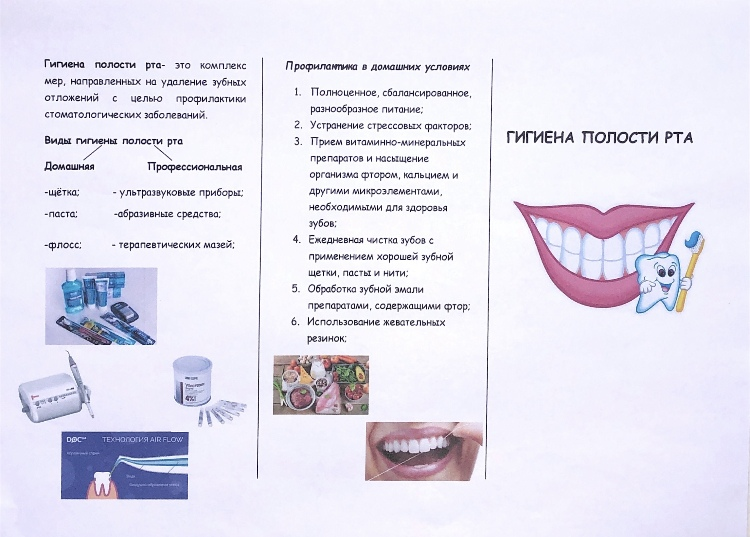 Гигиена полости рта- это комплекс
мер, направленных на удаление зубных
отложений с целью профилактики
стоматологических заболеваний.
Виды гигиены полости рта
Домашняя Профессиональная
-щётка; - ультразвуковые приборы;
-паста; -абразивные средства;
-флосс; - терапевтических мазей;
DOC
ТЕХНОЛОГИЯ AIR FLOW
Профилактика в домашних условиях
1. Полноценное, сбалансированное,
разнообразное питание;
2. Устранение стрессовых факторов;
3. Прием витаминно-минеральных
препаратов и насыщение
организма фтором, кальцием и
другими микроэлементами,
необходимыми для здоровья
зубов;
4. Ежедневная чистка зубов с
применением хорошей зубной
щетки, пасты и нити;
5. Обработка зубной эмали
препаратами, содержащими фтор;
6. Использование жевательных
резинок;
ГИГИЕНА ПОЛОСТИ РТА